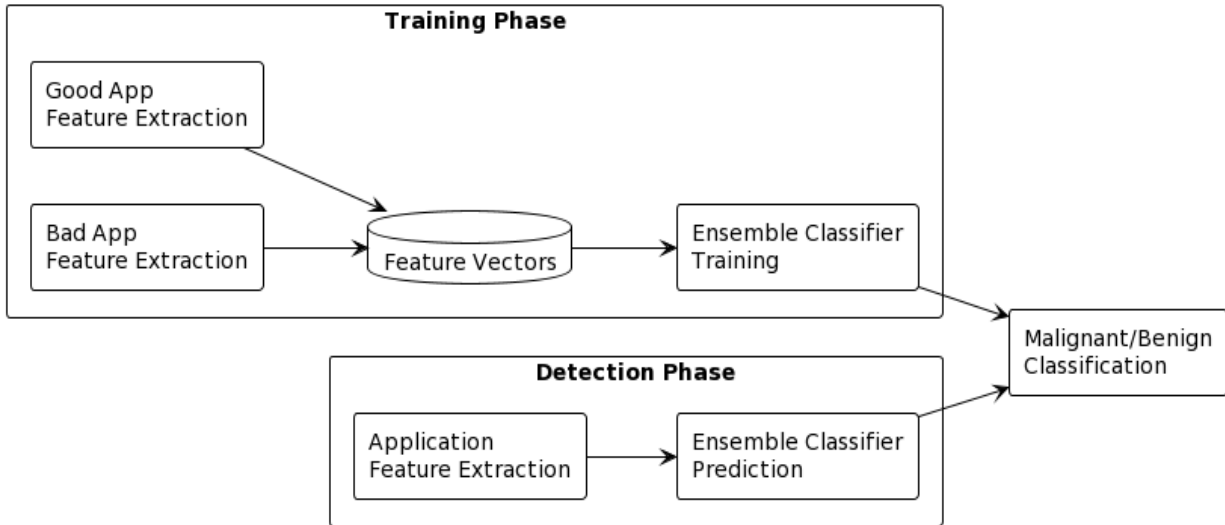 Training Phase
Good App
Feature Extraction
Bad App
Feature Extraction
Feature Vectors
Ensemble Classifier
Training
Malignant/Benign
Classification
Detection Phase
Application
Feature Extraction
Ensemble Classifier
Prediction